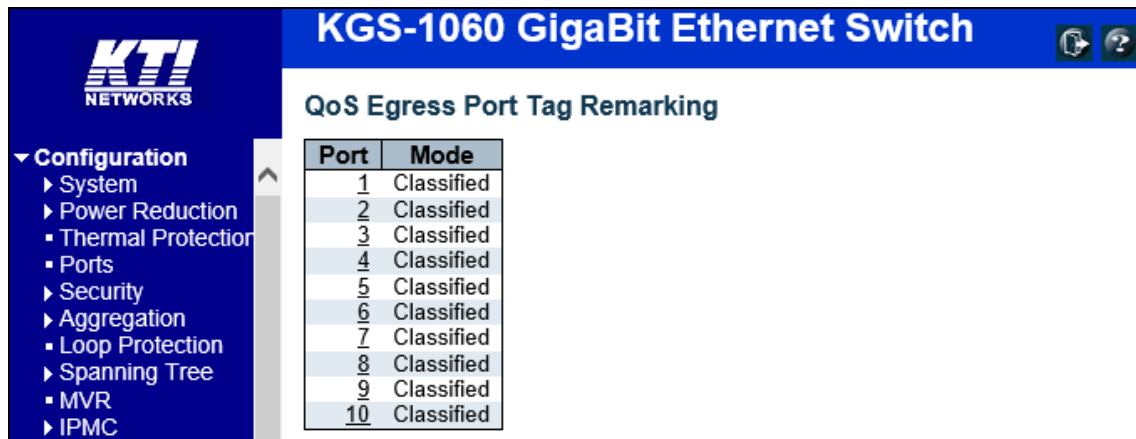 KTI
NETWORKS
KGS-1060 GigaBit Ethernet Switch
?
Configuration
System
Power Reduction
Thermal Protection
Ports
Security
Aggregation
Loop Protection
Spanning Tree
MVR
IPMC
QoS Egress Port Tag Remarking
Port Mode
1 Classified
2 Classified
3 Classified
4 Classified
5 Classified
6 Classified
7 Classified
8 Classified
9 Classified
10 Classified